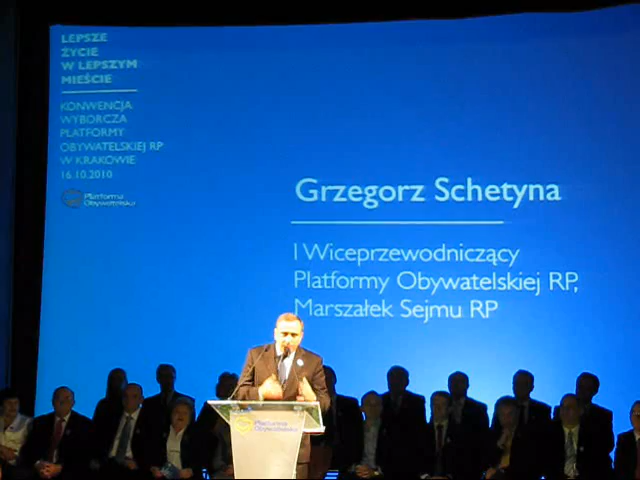 LEPSZE
ŻYCIE
W LEPSZYM
MIEŚCIE
KONWENCJA
WYBORCZA
PLATFORMY
OBYWATELSKIEJ RP
W KRAKOWIE
16.10.2010
Platforma
Obywatelska
Grzegorz Schetyna
I Wiceprzewodniczący
Platformy Obywatelskiej RP,
Marszałek Sejmu RP
Platforma
Obywatelska